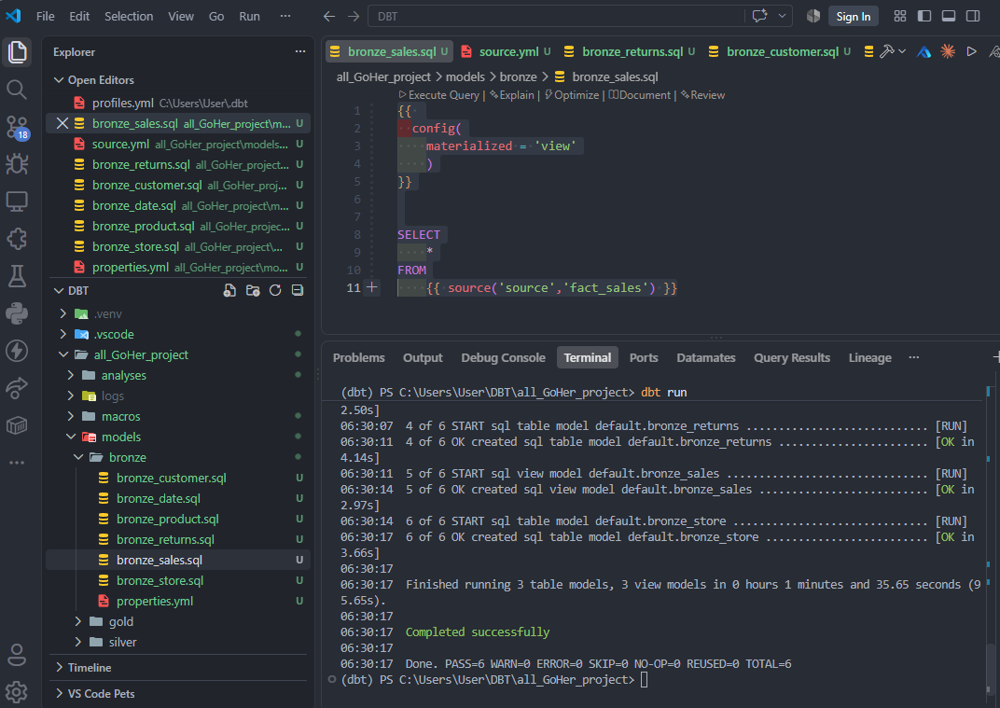 File Edit Selection View Go Run ··· DBT Sign In
Explorer ···
Open Editors
profiles.yml C:\Users\User\.dbt
bronze_sales.sql all_GoHer_project\m... U
source.yml all_GoHer_project\models... U
bronze_returns.sql all_GoHer_project... U
bronze_customer.sql all_GoHer_proj... U
bronze_date.sql all_GoHer_project\m... U
bronze_product.sql all_GoHer_projec... U
bronze_store.sql all_GoHer_project\... U
properties.yml all_GoHer_project\mo... U
DBT
.venv
.vscode
all_GoHer_project
analyses
logs
macros
models
bronze
bronze_customer.sql U
bronze_date.sql U
bronze_product.sql U
bronze_returns.sql U
bronze_sales.sql U
bronze_store.sql U
properties.yml U
gold
silver
Timeline
VS Code Pets
18
bronze_sales.sql U source.yml U bronze_returns.sql U bronze_customer.sql U
all_GoHer_project > models > bronze > bronze_sales.sql
Execute Query | Explain | Optimize | Document | Review
1 {{
2 config(
3 materialized = 'view'
4 )
5 }}
6
7
8 SELECT
9 *
10 FROM
11 {{ source('source','fact_sales') }}
Problems Output Debug Console Terminal Ports Datamates Query Results Lineage ···
(dbt) PS C:\Users\User\DBT\all_GoHer_project> dbt run
2.50s]
06:30:07 4 of 6 START sql table model default.bronze_returns ............................ [RUN]
06:30:11 4 of 6 OK created sql table model default.bronze_returns ....................... [OK in
4.14s]
06:30:11 5 of 6 START sql view model default.bronze_sales ............................... [RUN]
06:30:14 5 of 6 OK created sql view model default.bronze_sales .......................... [OK in
2.97s]
06:30:14 6 of 6 START sql table model default.bronze_store .............................. [RUN]
06:30:17 6 of 6 OK created sql table model default.bronze_store ......................... [OK in
3.66s]
06:30:17
06:30:17 Finished running 3 table models, 3 view models in 0 hours 1 minutes and 35.65 seconds (9
5.65s).
06:30:17
06:30:17 Completed successfully
06:30:17
06:30:17 Done. PASS=6 WARN=0 ERROR=0 SKIP=0 NO-OP=0 REUSED=0 TOTAL=6
(dbt) PS C:\Users\User\DBT\all_GoHer_project>